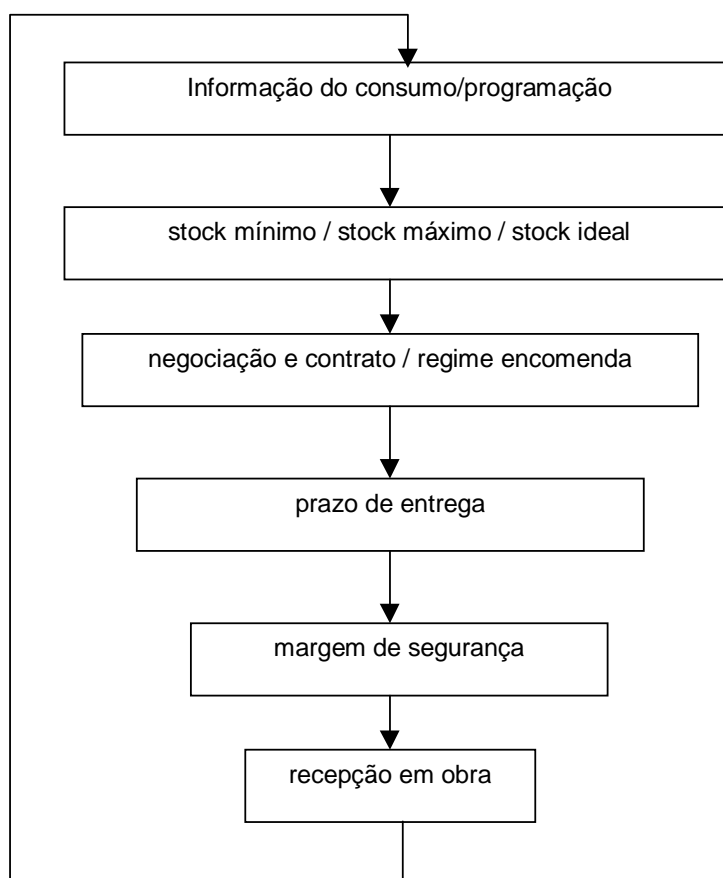 Informação do consumo/programação
stock mínimo / stock máximo / stock ideal
negociação e contrato / regime encomenda
prazo de entrega
margem de segurança
recepção em obra